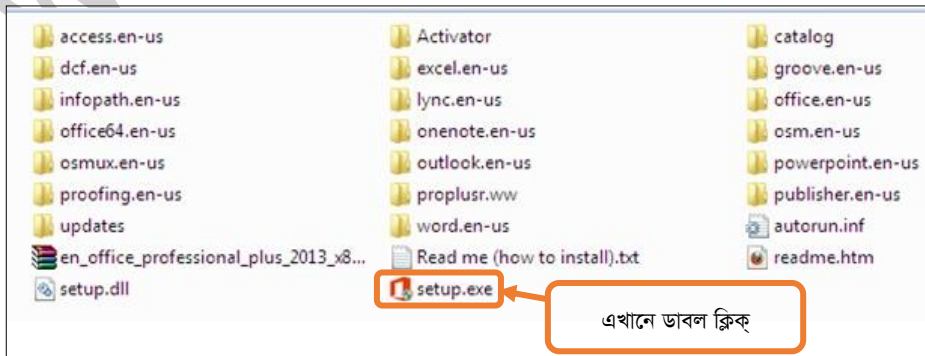 access.en-us Activator catalog
dcf.en-us excel.en-us groove.en-us
infopath.en-us lync.en-us office.en-us
office64.en-us onenote.en-us osm.en-us
osmux.en-us outlook.en-us powerpoint.en-us
proofing.en-us proplusr.ww publisher.en-us
updates word.en-us autorun.inf
en_office_professional_plus_2013_x8... Read me (how to install).txt readme.htm
setup.dll setup.exe
এখানে ডাবল ক্লিক্